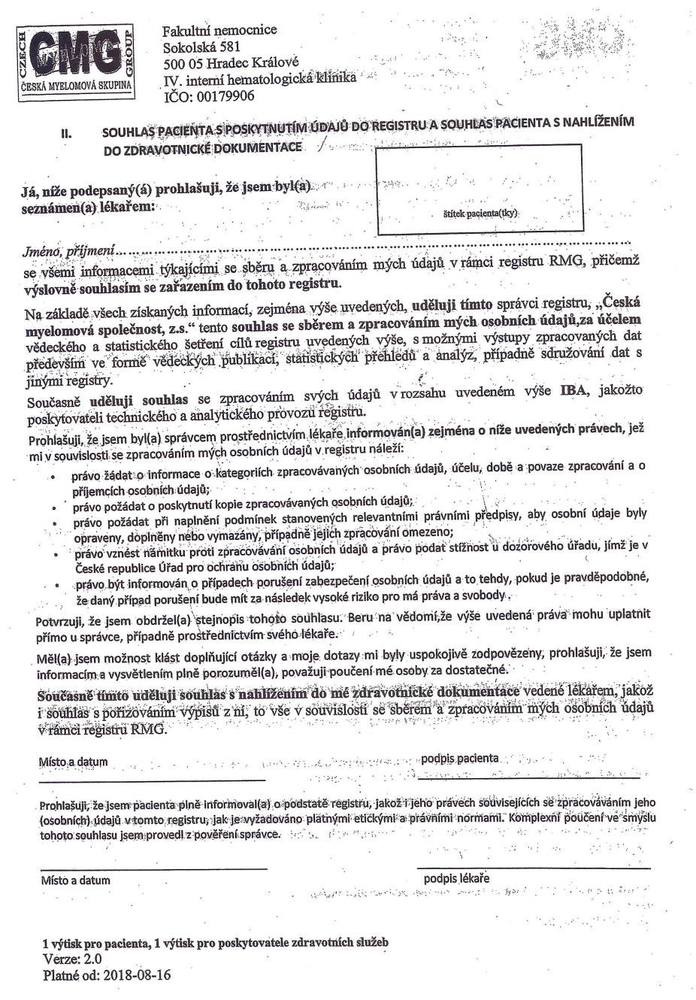 CZECH
CMG
MYELOMA
GROUP
ČESKÁ MYELOMOVÁ SKUPINA
Fakultní nemocnice
Sokolská 581
500 05 Hradec Králové
IV. interní hematologická klinika
IČO: 00179906
II. SOUHLAS PACIENTA S POSKYTNUTÍM ÚDAJŮ DO REGISTRU A SOUHLAS PACIENTA S NAHLÍŽENÍM
DO ZDRAVOTNICKÉ DOKUMENTACE
Já, níže podepsaný(á) prohlašuji, že jsem byl(a)
seznámen(a) lékařem:
štítek pacienta(tky)
Jméno, příjmení
se všemi informacemi týkajícími se sběru a zpracováním mých údajů v rámci registru RMG, přičemž
výslovně souhlasím se zařazením do tohoto registru.
Na základě všech získaných informací, zejména výše uvedených, uděluji tímto správci registru, „Česká
myelomová společnost, z.s.“ tento souhlas se sběrem a zpracováním mých osobních údajů za účelem
vědeckého a statistického šetření cílů registru uvedených výše, s možnými výstupy zpracovaných dat
především ve formě vědeckých publikací, statistických přehledů a analýz, případně sdružování dat s
jinými registry.
Současně uděluji souhlas se zpracováním svých údajů v rozsahu uvedeném výše IBA, jakožto
poskytovateli technického a analytického provozu registru.
Prohlašuji, že jsem byl(a) správcem prostřednictvím lékaře informován(a) zejména o níže uvedených právech, jež
mi v souvislosti se zpracováním mých osobních údajů v registru náleží:
• právo žádat o informace o kategoriích zpracovávaných osobních údajů, účelu, době a povaze zpracování a o
příjemcích osobních údajů;
• právo požádat o poskytnutí kopie zpracovávaných osobních údajů;
• právo požádat při naplnění podmínek stanovených relevantními právními předpisy, aby osobní údaje byly
opraveny, doplněny nebo vymazány, případně jejich zpracování omezeno;
• právo vznést námitku proti zpracovávání osobních údajů a právo podat stížnost u dozorového úřadu, jímž je v
České republice Úřad pro ochranu osobních údajů;
• právo být informován o případech porušení zabezpečení osobních údajů a to tehdy, pokud je pravděpodobné,
že daný případ porušení bude mít za následek vysoké riziko pro má práva a svobody.
Potvrzuji, že jsem obdržel(a) stejnopis tohoto souhlasu. Beru na vědomí, že výše uvedená práva mohu uplatnit
přímo u správce, případně prostřednictvím svého lékaře.
Měl(a) jsem možnost klást doplňující otázky a moje dotazy mi byly uspokojivě zodpovězeny, prohlašuji, že jsem
informacím a vysvětlením plně porozuměl(a), považuji poučení mé osoby za dostatečné.
Současně tímto uděluji souhlas s nahlížením do mé zdravotnické dokumentace vedené lékařem, jakož
i souhlas s pořizováním výpisů z ní, to vše v souvislosti se sběrem a zpracováním mých osobních údajů
v rámci registru RMG.
Místo a datum podpis pacienta
Prohlašuji, že jsem pacienta plně informoval(a) o podstatě registru, jakož i jeho právech souvisejících se zpracováváním jeho
(osobních) údajů v tomto registru, jak je vyžadováno platnými etickými a právními normami. Komplexní poučení ve smyslu
tohoto souhlasu jsem provedl z pověření správce.
Místo a datum podpis lékaře
1 výtisk pro pacienta, 1 výtisk pro poskytovatele zdravotních služeb
Verze: 2.0
Platné od: 2018-08-16